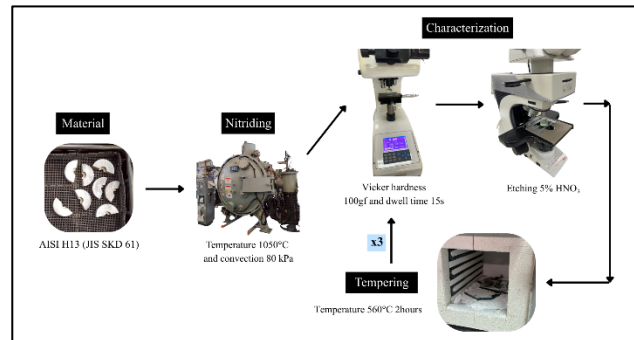 Characterization
Material
Nitriding
AISI H13 (JIS SKD 61)
Temperature 1050°C
and convection 80 kPa
Vicker hardness
100gf and dwell time 15s
Etching 5% HNO₃
x3
Tempering
Temperature 560°C 2hours